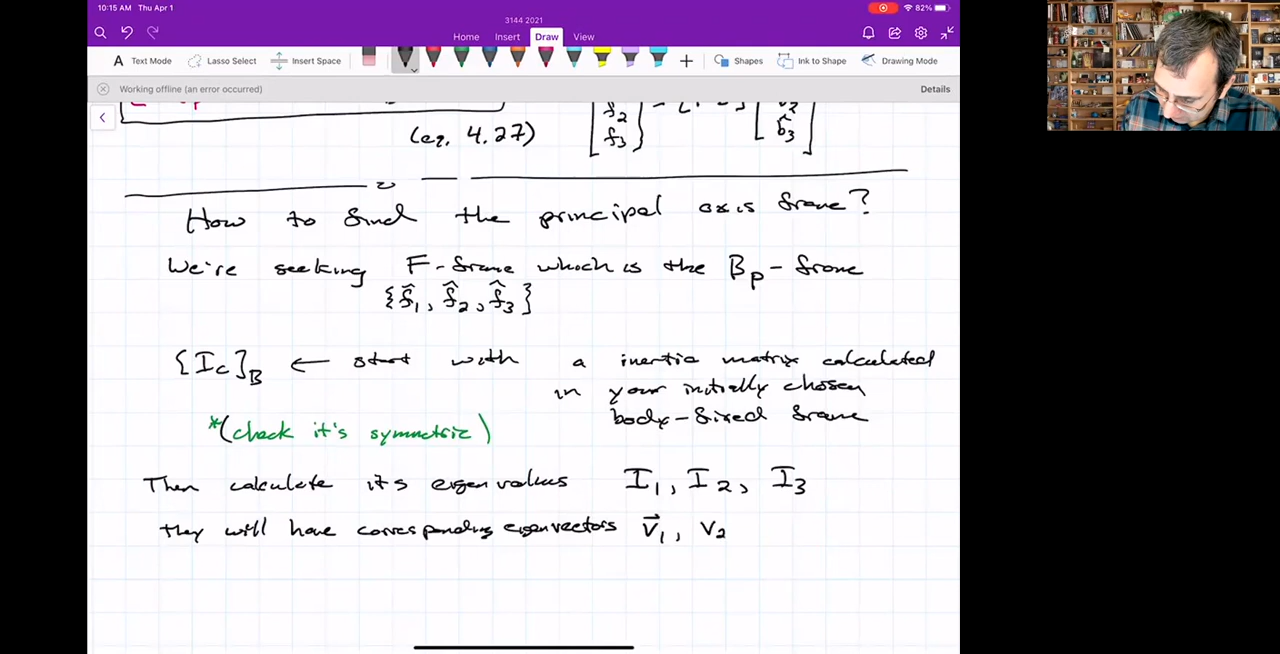 10:15 AM Thu Apr 1
82%
3144 2021
Home Insert Draw View
Text Mode Lasso Select Insert Space Shapes Ink to Shape Drawing Mode
Working offline (an error occurred) Details
f2
f3
b̂3
(eq. 4.27)
How to find the principal axis frame?
We're seeking F-frame which is the Bp-frame
{f̂1, f̂2, f̂3}
[Ic]B ← start with a inertia matrix calculated
in your initially chosen
body-fixed frame
*(check it's symmetric)
Then calculate its eigenvalues I1, I2, I3
they will have corresponding eigenvectors v⃗1, v2